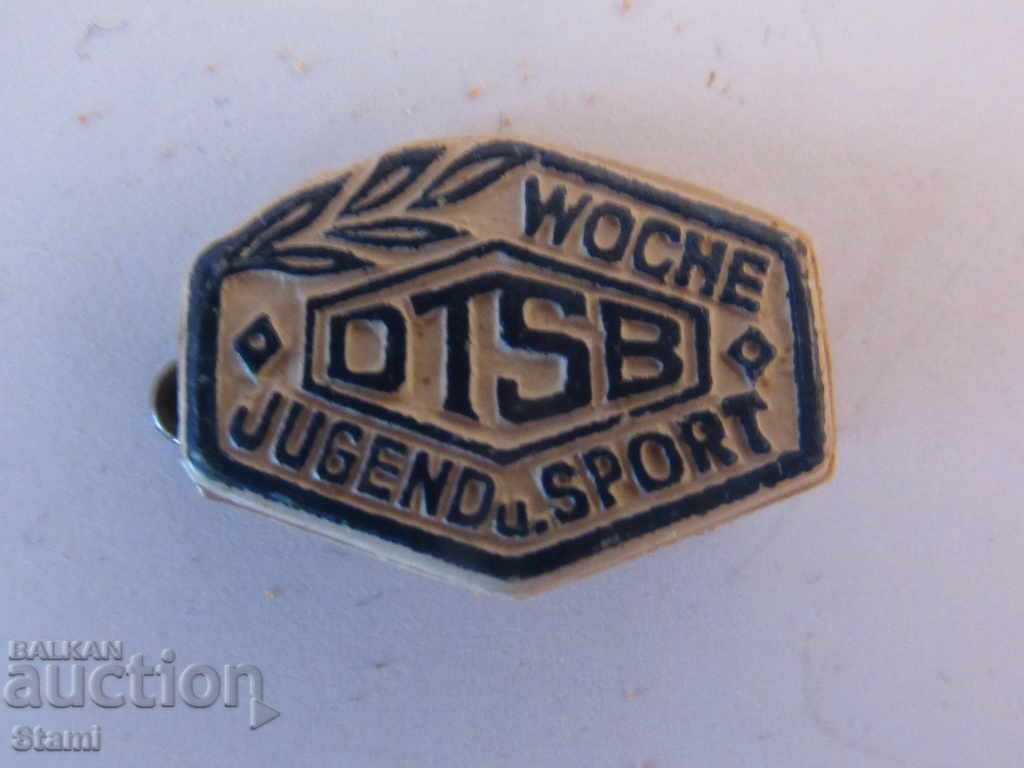 WOCHE
DTSB
JUGEND u. SPORT
BALKAN
auction
Stami